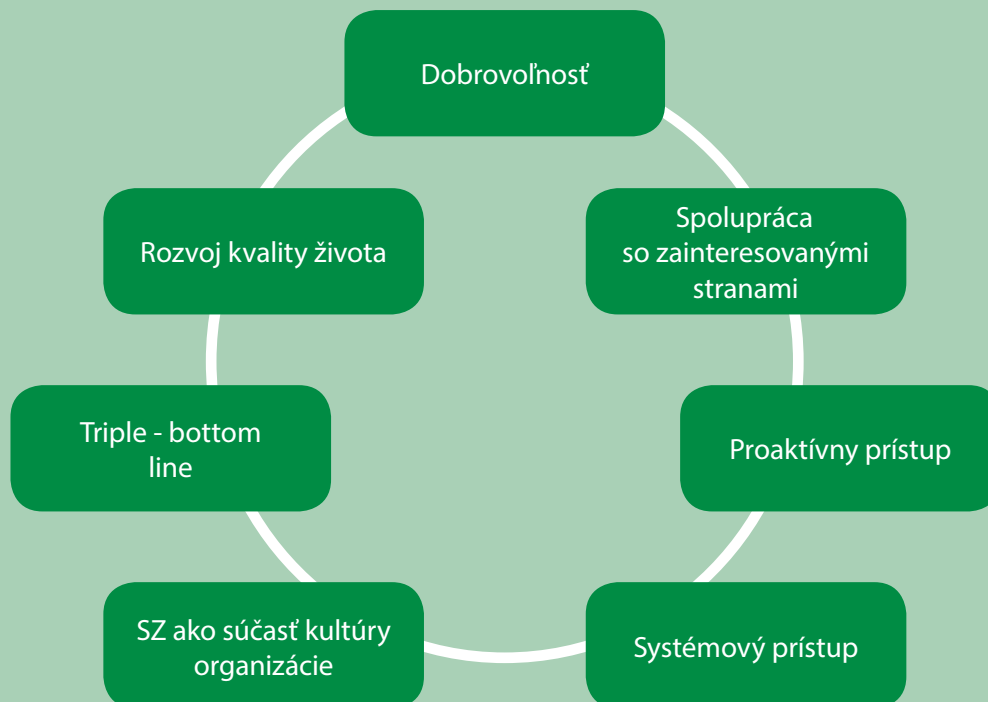 Dobrovoľnosť
Spolupráca
so zainteresovanými
stranami
Proaktívny prístup
Systémový prístup
SZ ako súčasť kultúry
organizácie
Triple - bottom
line
Rozvoj kvality života